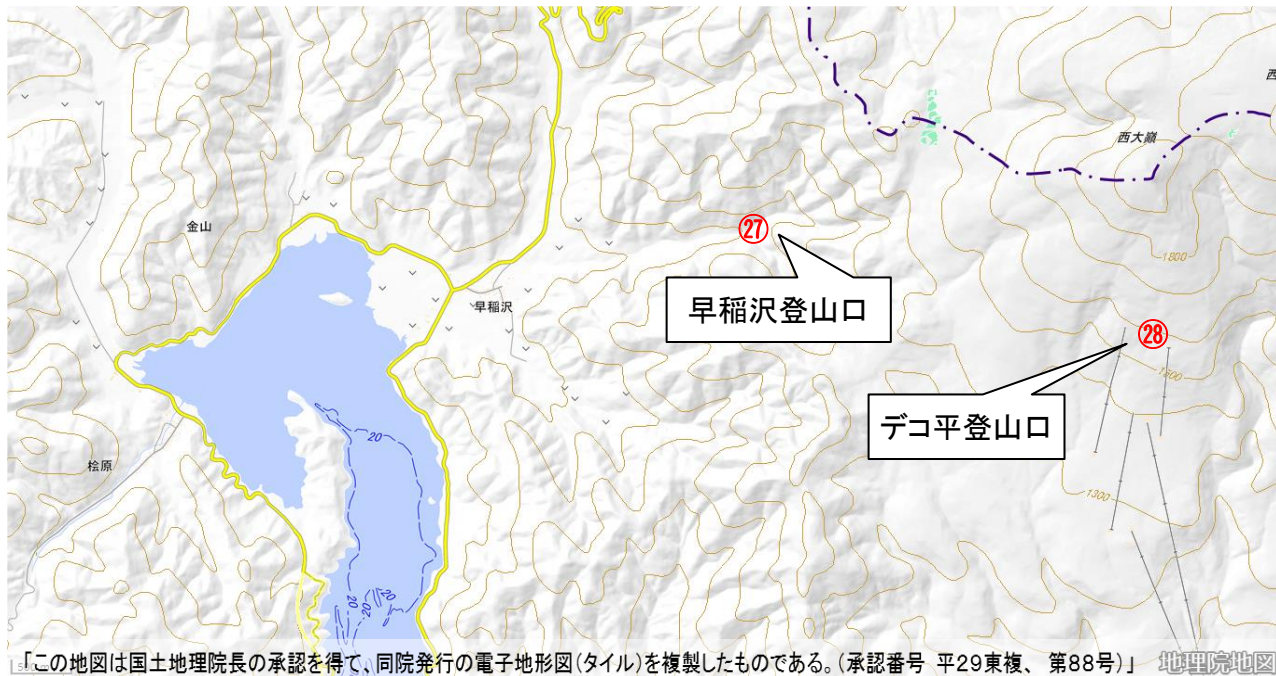 西
西大巓
㉗
金山
1800
早稲沢登山口
早稲沢
㉘
1500
デコ平登山口
20
桧原
1300
20
20
「この地図は国土地理院長の承認を得て、同院発行の電子地形図(タイル)を複製したものである。(承認番号 平29東複、 第88号)」
地理院地図